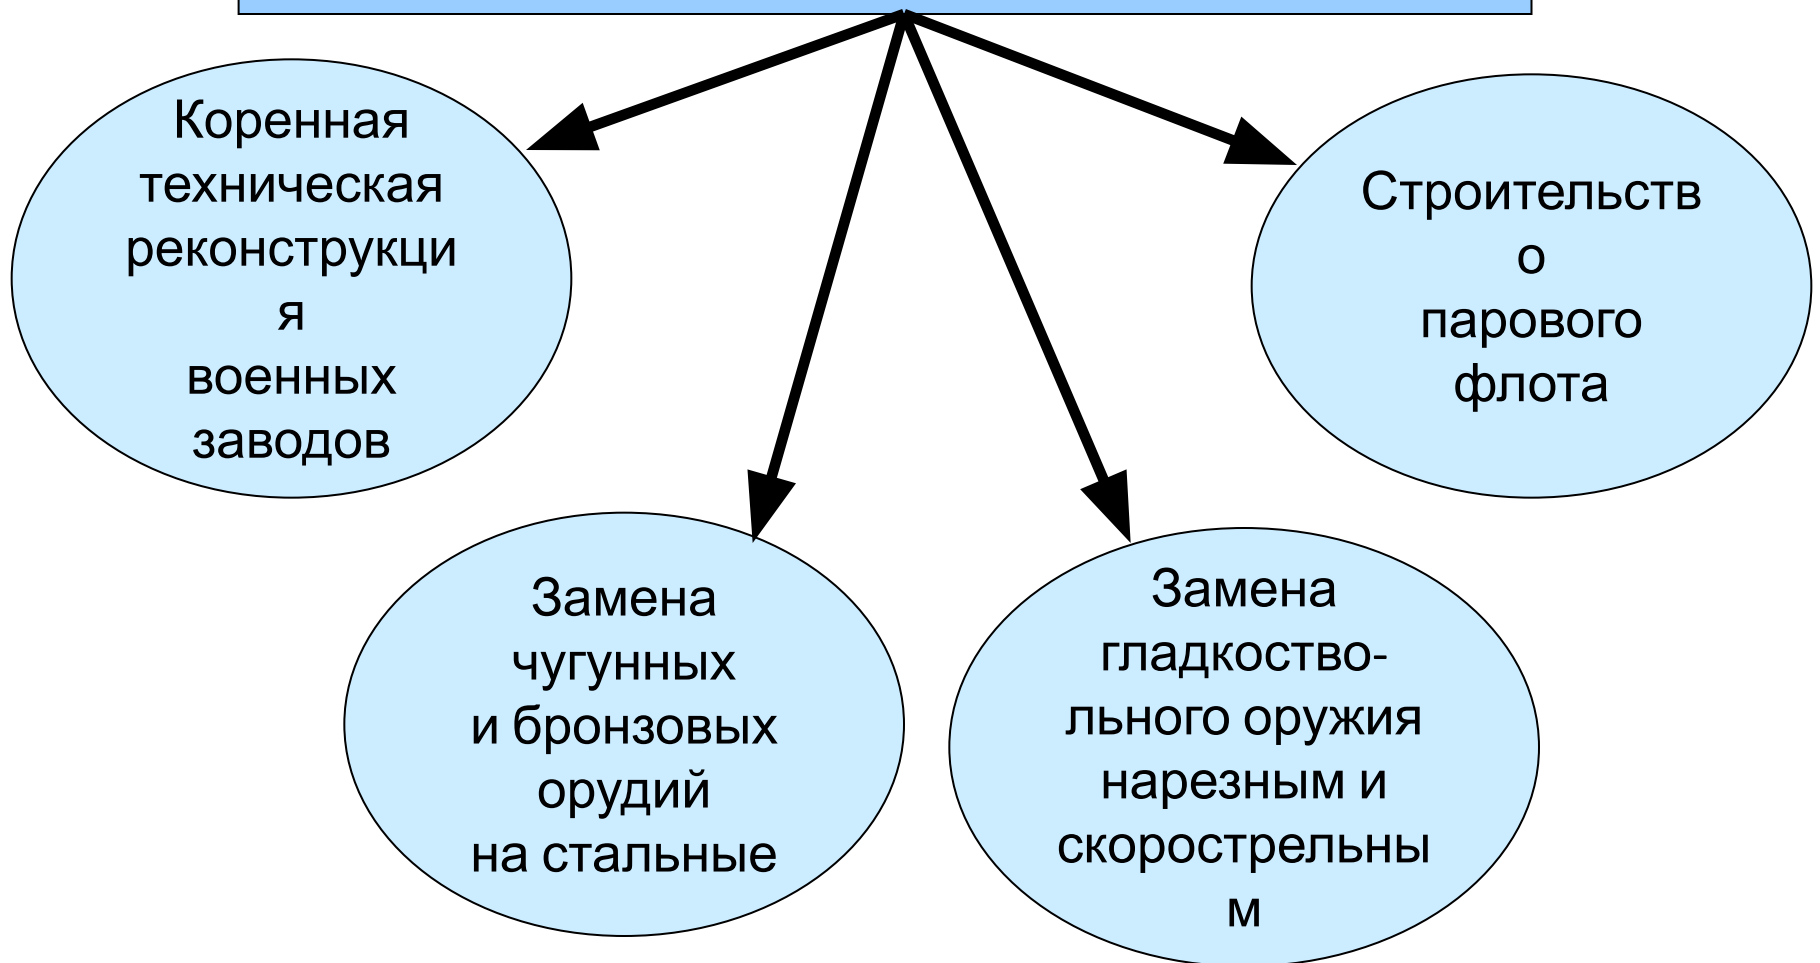 Коренная
техническая
реконструкци
я
военных
заводов
Строительств
о
парового
флота
Замена
чугунных
и бронзовых
орудий
на стальные
Замена
гладкоство-
льного оружия
нарезным и
скорострельны
м